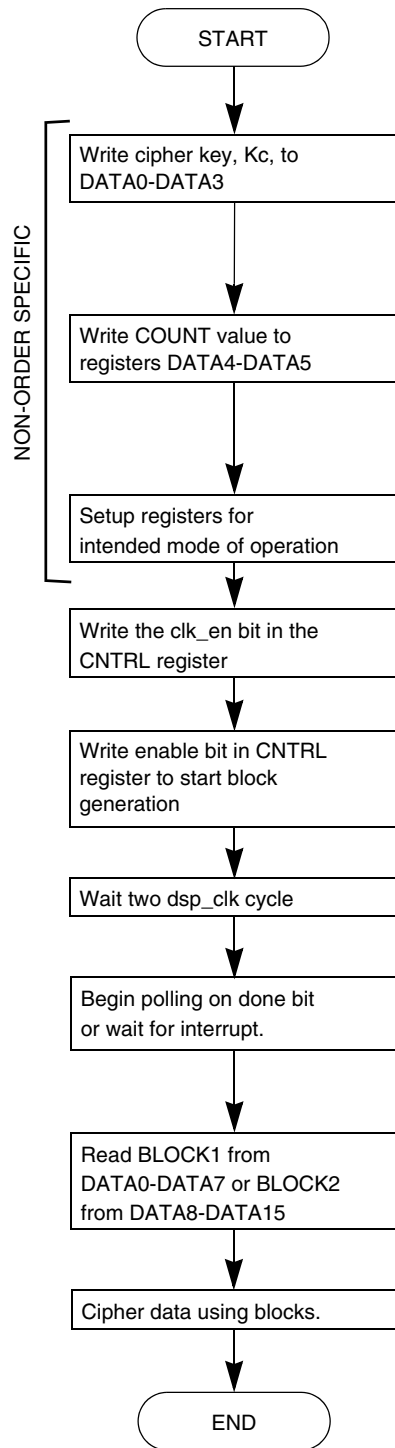 START
NON-ORDER SPECIFIC
Write cipher key, Kc, to
DATA0-DATA3
Write COUNT value to
registers DATA4-DATA5
Setup registers for
intended mode of operation
Write the clk_en bit in the
CNTRL register
Write enable bit in CNTRL
register to start block
generation
Wait two dsp_clk cycle
Begin polling on done bit
or wait for interrupt.
Read BLOCK1 from
DATA0-DATA7 or BLOCK2
from DATA8-DATA15
Cipher data using blocks.
END